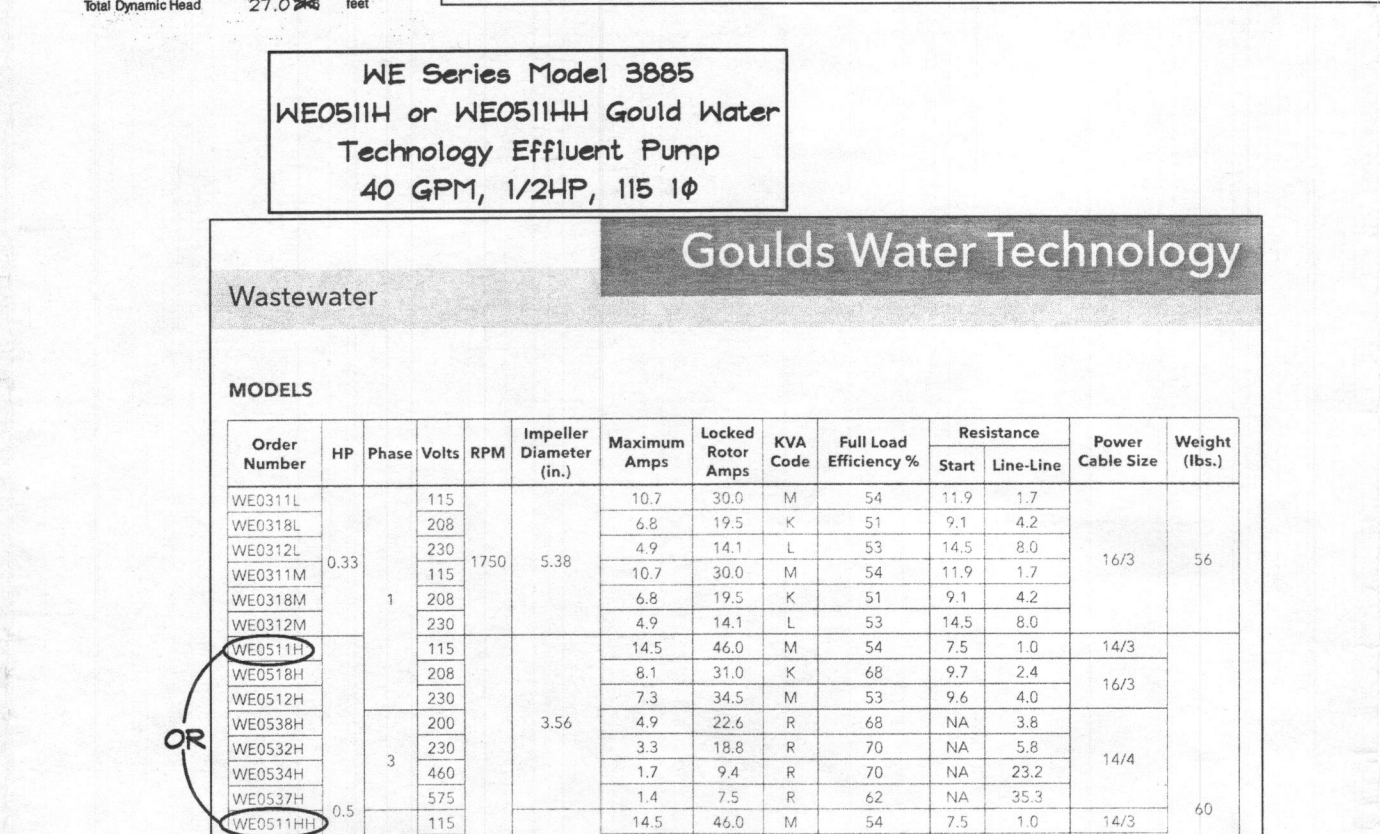 Total Dynamic Head 27.0 feet
WE Series Model 3885
WE0511H or WE0511HH Gould Water
Technology Effluent Pump
40 GPM, 1/2HP, 115 1Φ
Goulds Water Technology
Wastewater
MODELS
Order Number HP Phase Volts RPM Impeller Diameter (in.) Maximum Amps Locked Rotor Amps KVA Code Full Load Efficiency % Resistance Start Line-Line Power Cable Size Weight (lbs.)
WE0311L 115 10.7 30.0 M 54 11.9 1.7
WE0318L 208 6.8 19.5 K 51 9.1 4.2
WE0312L 230 4.9 14.1 L 53 14.5 8.0
0.33 1750 5.38 16/3 56
WE0311M 115 10.7 30.0 M 54 11.9 1.7
WE0318M 1 208 6.8 19.5 K 51 9.1 4.2
WE0312M 230 4.9 14.1 L 53 14.5 8.0
WE0511H 115 14.5 46.0 M 54 7.5 1.0 14/3
WE0518H 208 8.1 31.0 K 68 9.7 2.4
16/3
WE0512H 230 7.3 34.5 M 53 9.6 4.0
WE0538H 200 3.56 4.9 22.6 R 68 NA 3.8
OR
WE0532H 230 3.3 18.8 R 70 NA 5.8
3 14/4
WE0534H 460 1.7 9.4 R 70 NA 23.2
WE0537H 575 1.4 7.5 R 62 NA 35.3
0.5 60
WE0511HH 115 14.5 46.0 M 54 7.5 1.0 14/3